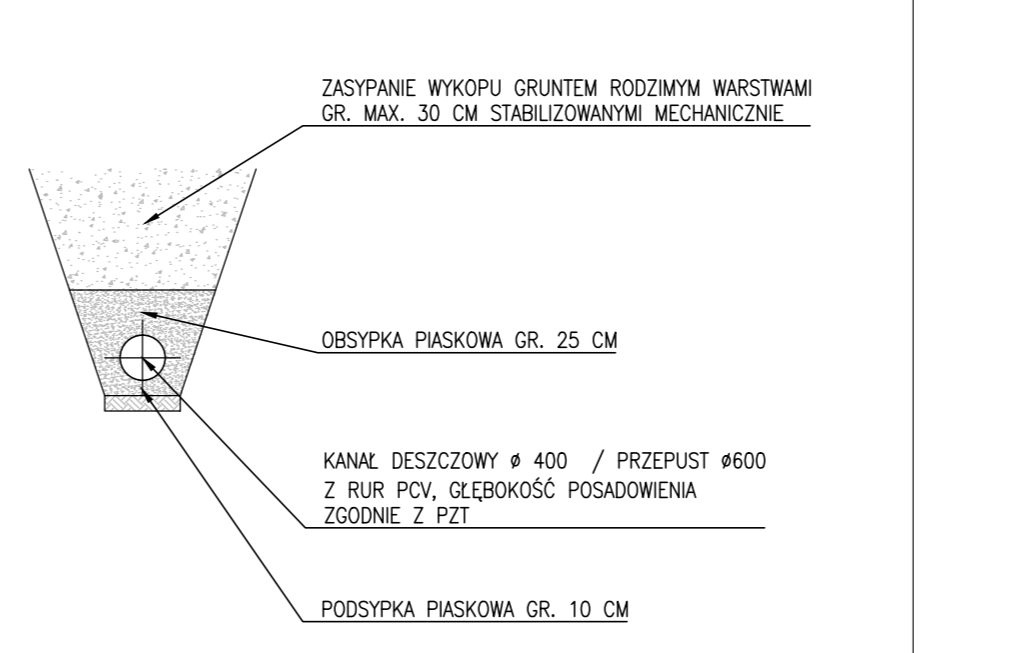 ZASYPANIE WYKOPU GRUNTEM RODZIMYM WARSTWAMI
GR. MAX. 30 CM STABILIZOWANYMI MECHANICZNIE
OBSYPKA PIASKOWA GR. 25 CM
KANAŁ DESZCZOWY Ø 400 / PRZEPUST Ø600
Z RUR PCV, GŁĘBOKOŚĆ POSADOWIENIA
ZGODNIE Z PZT
PODSYPKA PIASKOWA GR. 10 CM